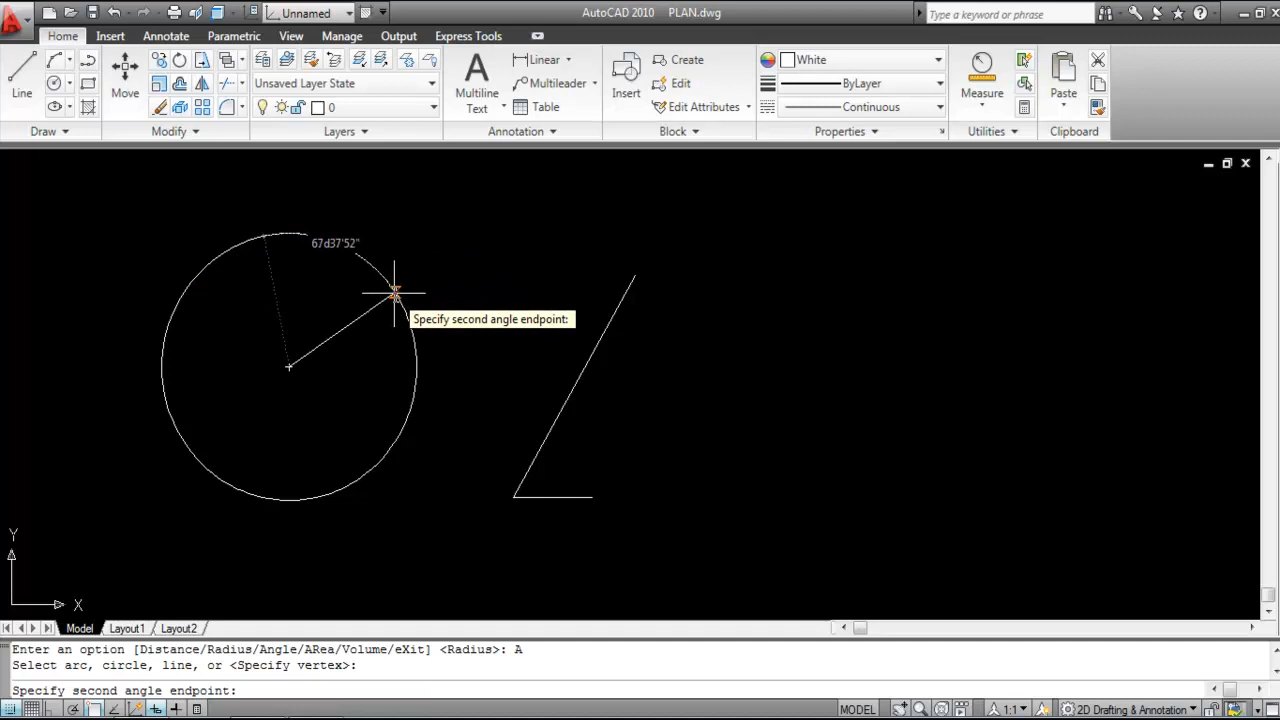 Unnamed
AutoCAD 2010 PLAN.dwg
Type a keyword or phrase
Home Insert Annotate Parametric View Manage Output Express Tools
Line
Move
Unsaved Layer State
0
Multiline
Text
Linear
Multileader
Table
Insert
Create
Edit
Edit Attributes
White
ByLayer
Continuous
Measure
Paste
Draw Modify Layers Annotation Block Properties Utilities Clipboard
67d37'52"
Specify second angle endpoint:
Y
X
Model Layout1 Layout2
Enter an option [Distance/Radius/Angle/ARea/Volume/eXit] <Radius>: A
Select arc, circle, line, or <Specify vertex>:
Specify second angle endpoint:
MODEL 1:1 2D Drafting & Annotation